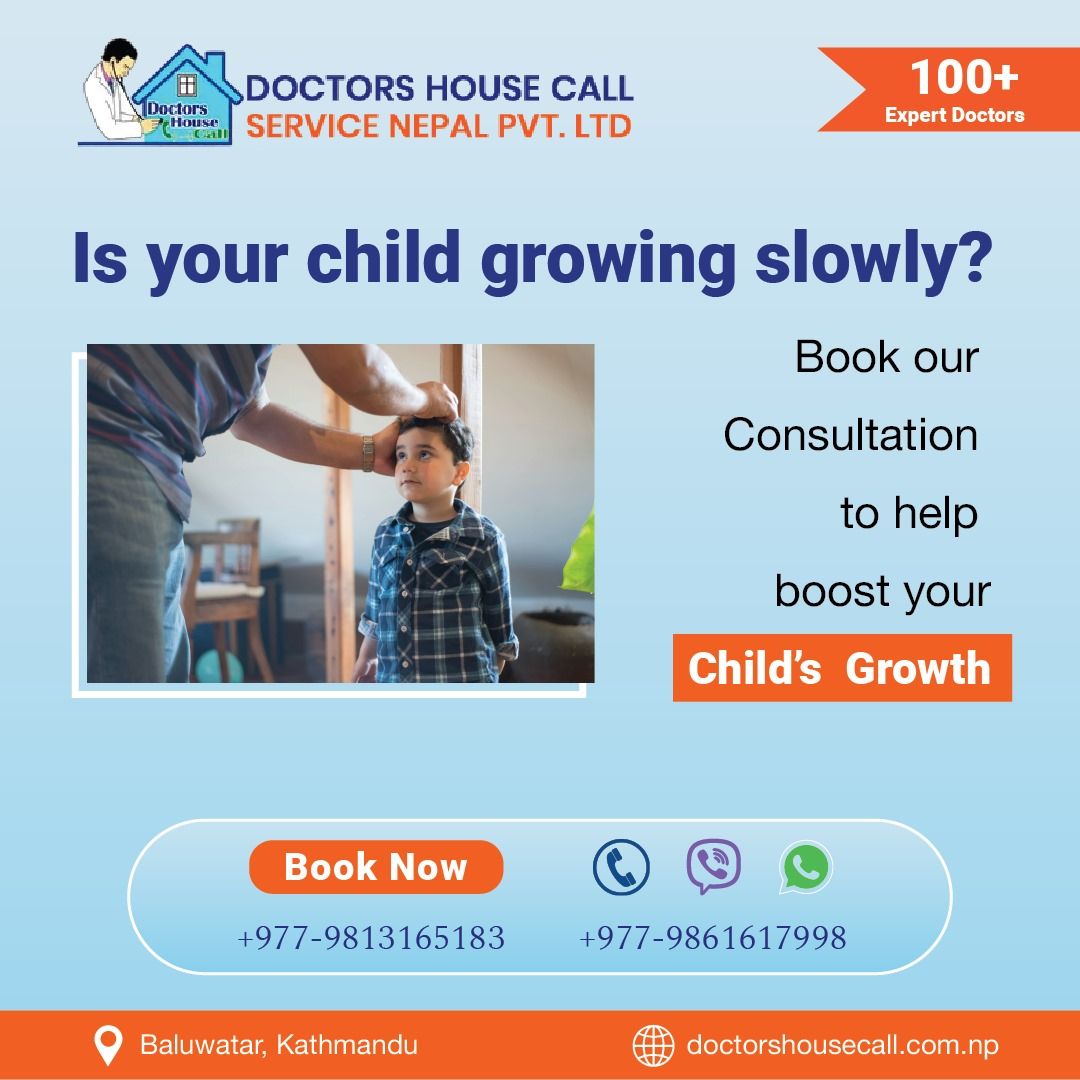 Doctors
House
Call
DOCTORS HOUSE CALL
SERVICE NEPAL PVT. LTD
100+
Expert Doctors
Is your child growing slowly?
Book our
Consultation
to help
boost your
Child’s Growth
Book Now
+977-9813165183
+977-9861617998
Baluwatar, Kathmandu
doctorshousecall.com.np